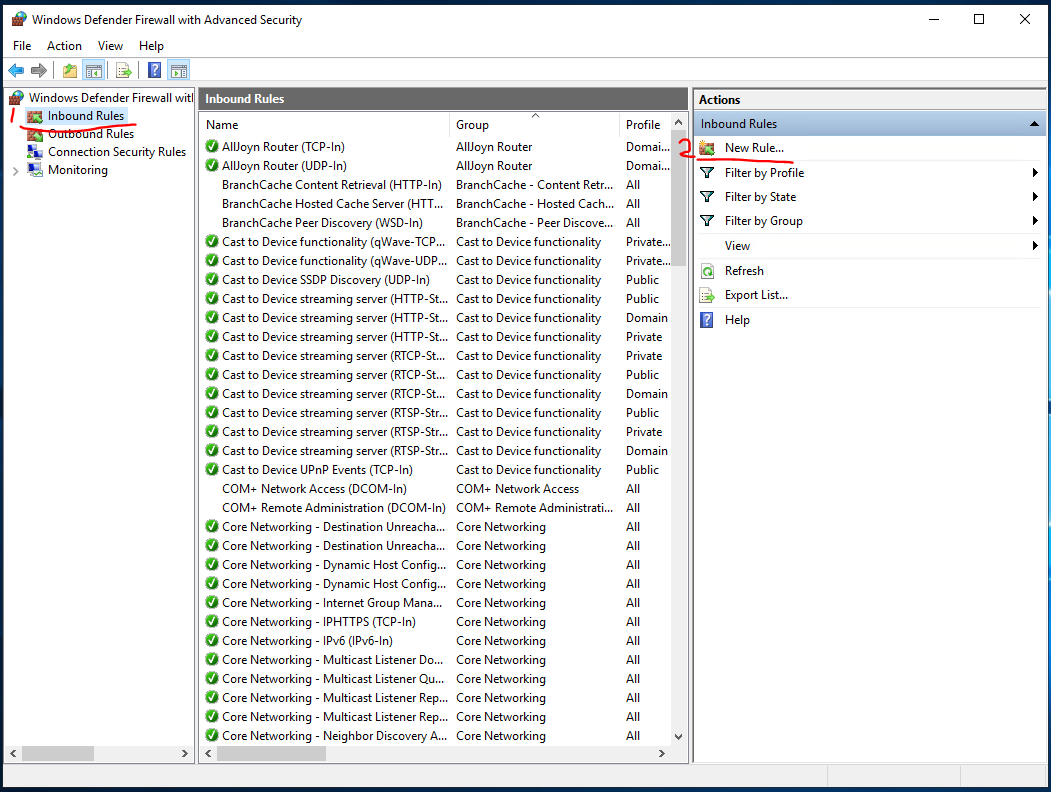 Windows Defender Firewall with Advanced Security
File Action View Help
Windows Defender Firewall wit
1 Inbound Rules
Outbound Rules
Connection Security Rules
Monitoring
Inbound Rules
Name Group Profile
AllJoyn Router (TCP-In) AllJoyn Router Domai...
AllJoyn Router (UDP-In) AllJoyn Router Domai...
BranchCache Content Retrieval (HTTP-In) BranchCache - Content Retr... All
BranchCache Hosted Cache Server (HTT... BranchCache - Hosted Cach... All
BranchCache Peer Discovery (WSD-In) BranchCache - Peer Discove... All
Cast to Device functionality (qWave-TCP... Cast to Device functionality Private...
Cast to Device functionality (qWave-UDP... Cast to Device functionality Private...
Cast to Device SSDP Discovery (UDP-In) Cast to Device functionality Public
Cast to Device streaming server (HTTP-St... Cast to Device functionality Public
Cast to Device streaming server (HTTP-St... Cast to Device functionality Domain
Cast to Device streaming server (HTTP-St... Cast to Device functionality Private
Cast to Device streaming server (RTCP-St... Cast to Device functionality Private
Cast to Device streaming server (RTCP-St... Cast to Device functionality Public
Cast to Device streaming server (RTCP-St... Cast to Device functionality Domain
Cast to Device streaming server (RTSP-Str... Cast to Device functionality Public
Cast to Device streaming server (RTSP-Str... Cast to Device functionality Private
Cast to Device streaming server (RTSP-Str... Cast to Device functionality Domain
Cast to Device UPnP Events (TCP-In) Cast to Device functionality Public
COM+ Network Access (DCOM-In) COM+ Network Access All
COM+ Remote Administration (DCOM-In) COM+ Remote Administrati... All
Core Networking - Destination Unreacha... Core Networking All
Core Networking - Destination Unreacha... Core Networking All
Core Networking - Dynamic Host Config... Core Networking All
Core Networking - Dynamic Host Config... Core Networking All
Core Networking - Internet Group Mana... Core Networking All
Core Networking - IPHTTPS (TCP-In) Core Networking All
Core Networking - IPv6 (IPv6-In) Core Networking All
Core Networking - Multicast Listener Do... Core Networking All
Core Networking - Multicast Listener Qu... Core Networking All
Core Networking - Multicast Listener Rep... Core Networking All
Core Networking - Multicast Listener Rep... Core Networking All
Core Networking - Neighbor Discovery A... Core Networking All
Actions
Inbound Rules
2 New Rule...
Filter by Profile
Filter by State
Filter by Group
View
Refresh
Export List...
Help